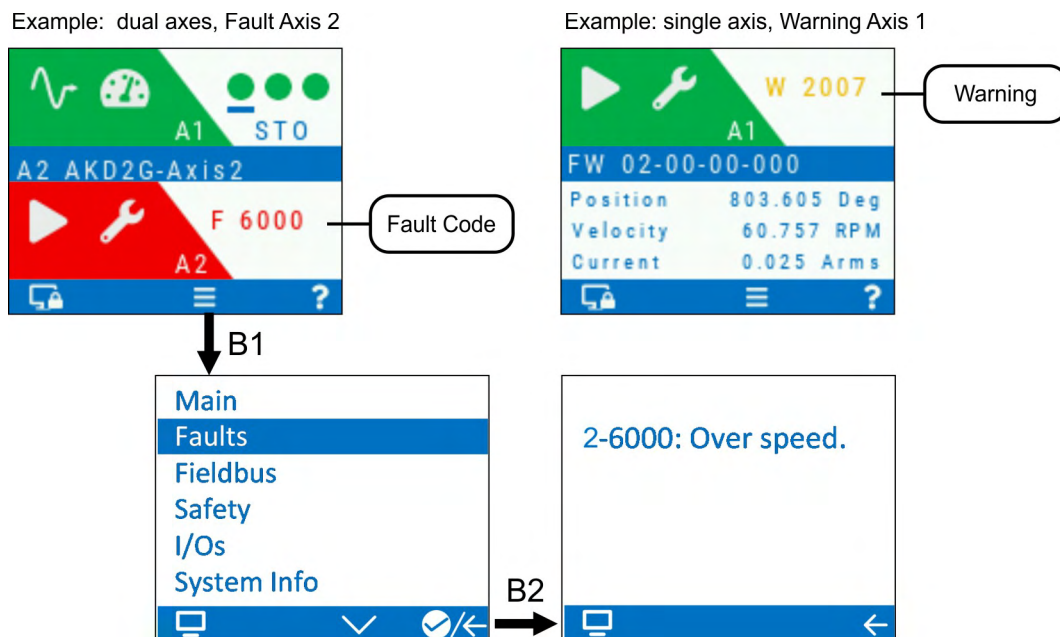 Example: dual axes, Fault Axis 2
A1
STO
A2 AKD2G-Axis2
F 6000
A2
?
Fault Code
Example: single axis, Warning Axis 1
W 2007
A1
Warning
FW 02-00-00-000
Position 803.605 Deg
Velocity 60.757 RPM
Current 0.025 Arms
?
B1
Main
Faults
Fieldbus
Safety
I/Os
System Info
/
B2
2-6000: Over speed.